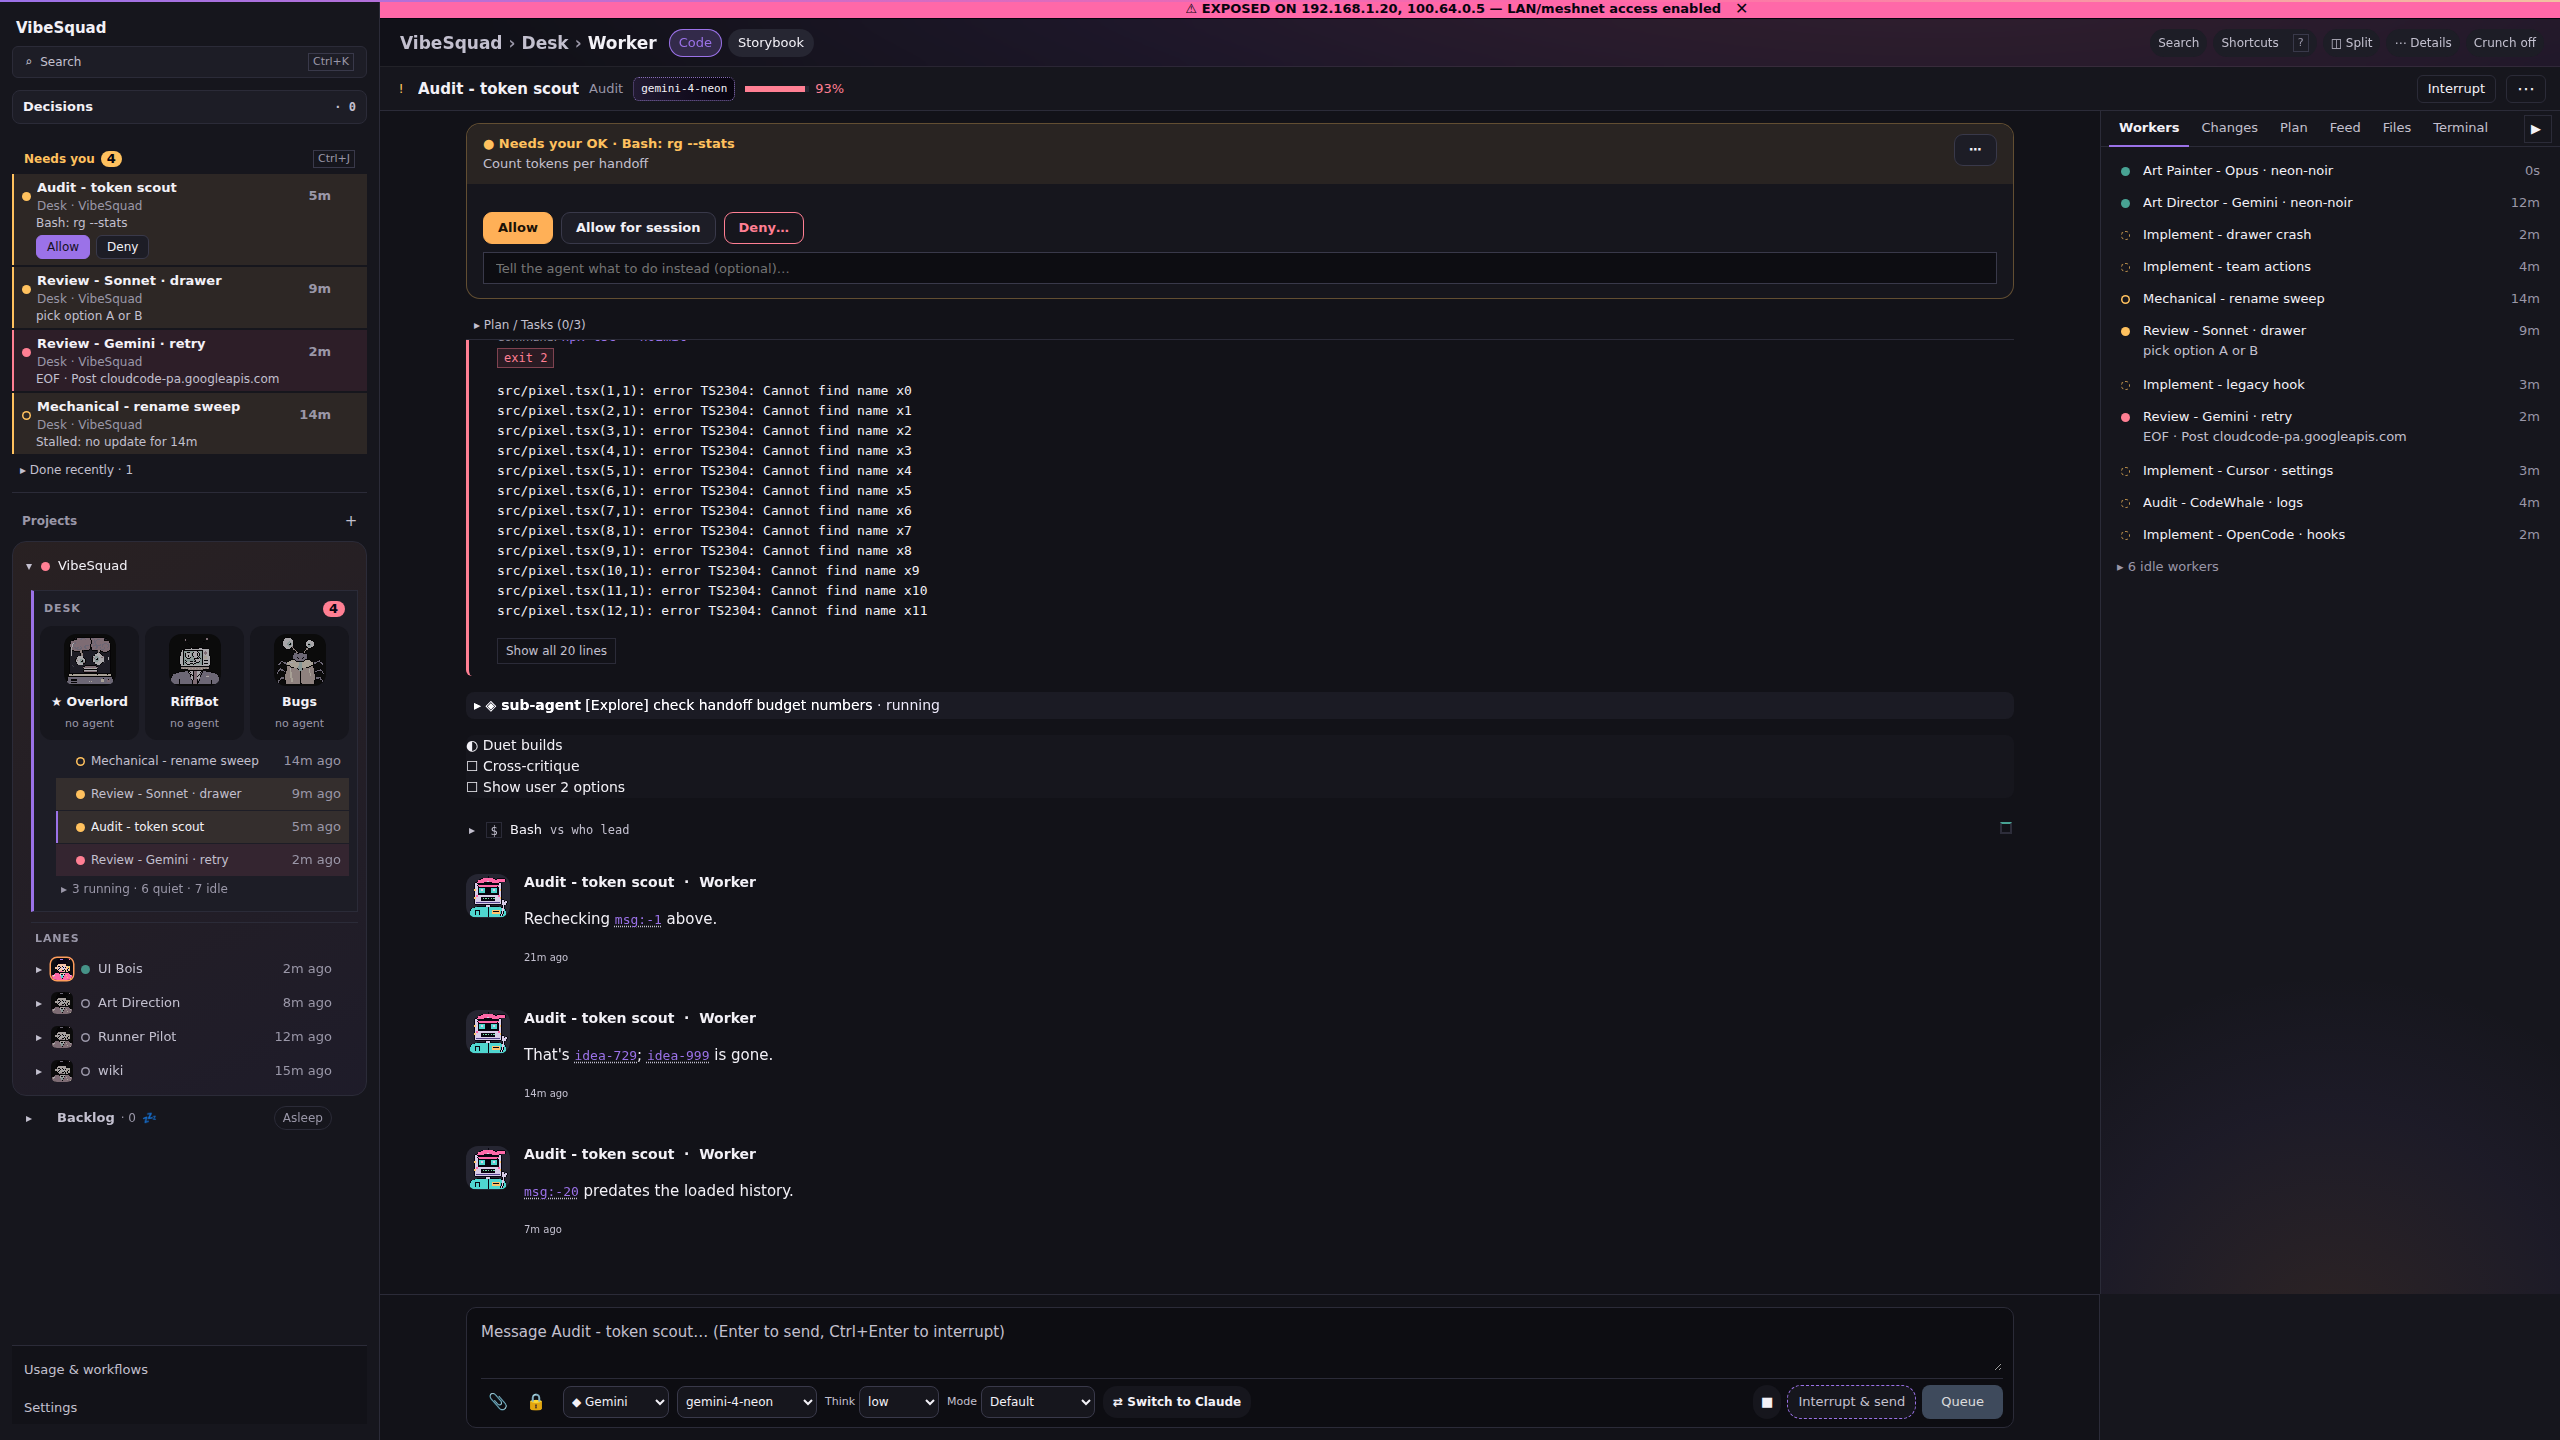 ⚠ EXPOSED ON 192.168.1.20, 100.64.0.5 — LAN/meshnet access enabled ✕
VibeSquad
Search Ctrl+K
Decisions · 0
Needs you 4 Ctrl+J
Audit - token scout 5m
Desk · VibeSquad
Bash: rg --stats
Allow Deny
Review - Sonnet · drawer 9m
Desk · VibeSquad
pick option A or B
Review - Gemini · retry 2m
Desk · VibeSquad
EOF · Post cloudcode-pa.googleapis.com
Mechanical - rename sweep 14m
Desk · VibeSquad
Stalled: no update for 14m
▸ Done recently · 1
Projects +
▾ VibeSquad
DESK 4
★ Overlord RiffBot Bugs
no agent no agent no agent
Mechanical - rename sweep 14m ago
Review - Sonnet · drawer 9m ago
Audit - token scout 5m ago
Review - Gemini · retry 2m ago
▸ 3 running · 6 quiet · 7 idle
LANES
▸ UI Bois 2m ago
▸ Art Direction 8m ago
▸ Runner Pilot 12m ago
▸ wiki 15m ago
▸ Backlog · 0 💤 Asleep
Usage & workflows
Settings
VibeSquad › Desk › Worker Code Storybook
Search Shortcuts ? ◫ Split ⋯ Details Crunch off
! Audit - token scout Audit gemini-4-neon 93%
Interrupt ⋯
● Needs your OK · Bash: rg --stats
Count tokens per handoff
⋯
Allow Allow for session Deny…
Tell the agent what to do instead (optional)…
▸ Plan / Tasks (0/3)
exit 2
src/pixel.tsx(1,1): error TS2304: Cannot find name x0
src/pixel.tsx(2,1): error TS2304: Cannot find name x1
src/pixel.tsx(3,1): error TS2304: Cannot find name x2
src/pixel.tsx(4,1): error TS2304: Cannot find name x3
src/pixel.tsx(5,1): error TS2304: Cannot find name x4
src/pixel.tsx(6,1): error TS2304: Cannot find name x5
src/pixel.tsx(7,1): error TS2304: Cannot find name x6
src/pixel.tsx(8,1): error TS2304: Cannot find name x7
src/pixel.tsx(9,1): error TS2304: Cannot find name x8
src/pixel.tsx(10,1): error TS2304: Cannot find name x9
src/pixel.tsx(11,1): error TS2304: Cannot find name x10
src/pixel.tsx(12,1): error TS2304: Cannot find name x11
Show all 20 lines
▸ ◈ sub-agent [Explore] check handoff budget numbers · running
◐ Duet builds
☐ Cross-critique
☐ Show user 2 options
▸ $ Bash vs who lead
Audit - token scout · Worker
Rechecking msg:-1 above.
21m ago
Audit - token scout · Worker
That's idea-729; idea-999 is gone.
14m ago
Audit - token scout · Worker
msg:-20 predates the loaded history.
7m ago
Message Audit - token scout… (Enter to send, Ctrl+Enter to interrupt)
📎 🔒 ◆ Gemini gemini-4-neon Think low Mode Default ⇄ Switch to Claude
■ Interrupt & send Queue
Workers Changes Plan Feed Files Terminal ▶
Art Painter - Opus · neon-noir 0s
Art Director - Gemini · neon-noir 12m
Implement - drawer crash 2m
Implement - team actions 4m
Mechanical - rename sweep 14m
Review - Sonnet · drawer 9m
pick option A or B
Implement - legacy hook 3m
Review - Gemini · retry 2m
EOF · Post cloudcode-pa.googleapis.com
Implement - Cursor · settings 3m
Audit - CodeWhale · logs 4m
Implement - OpenCode · hooks 2m
▸ 6 idle workers